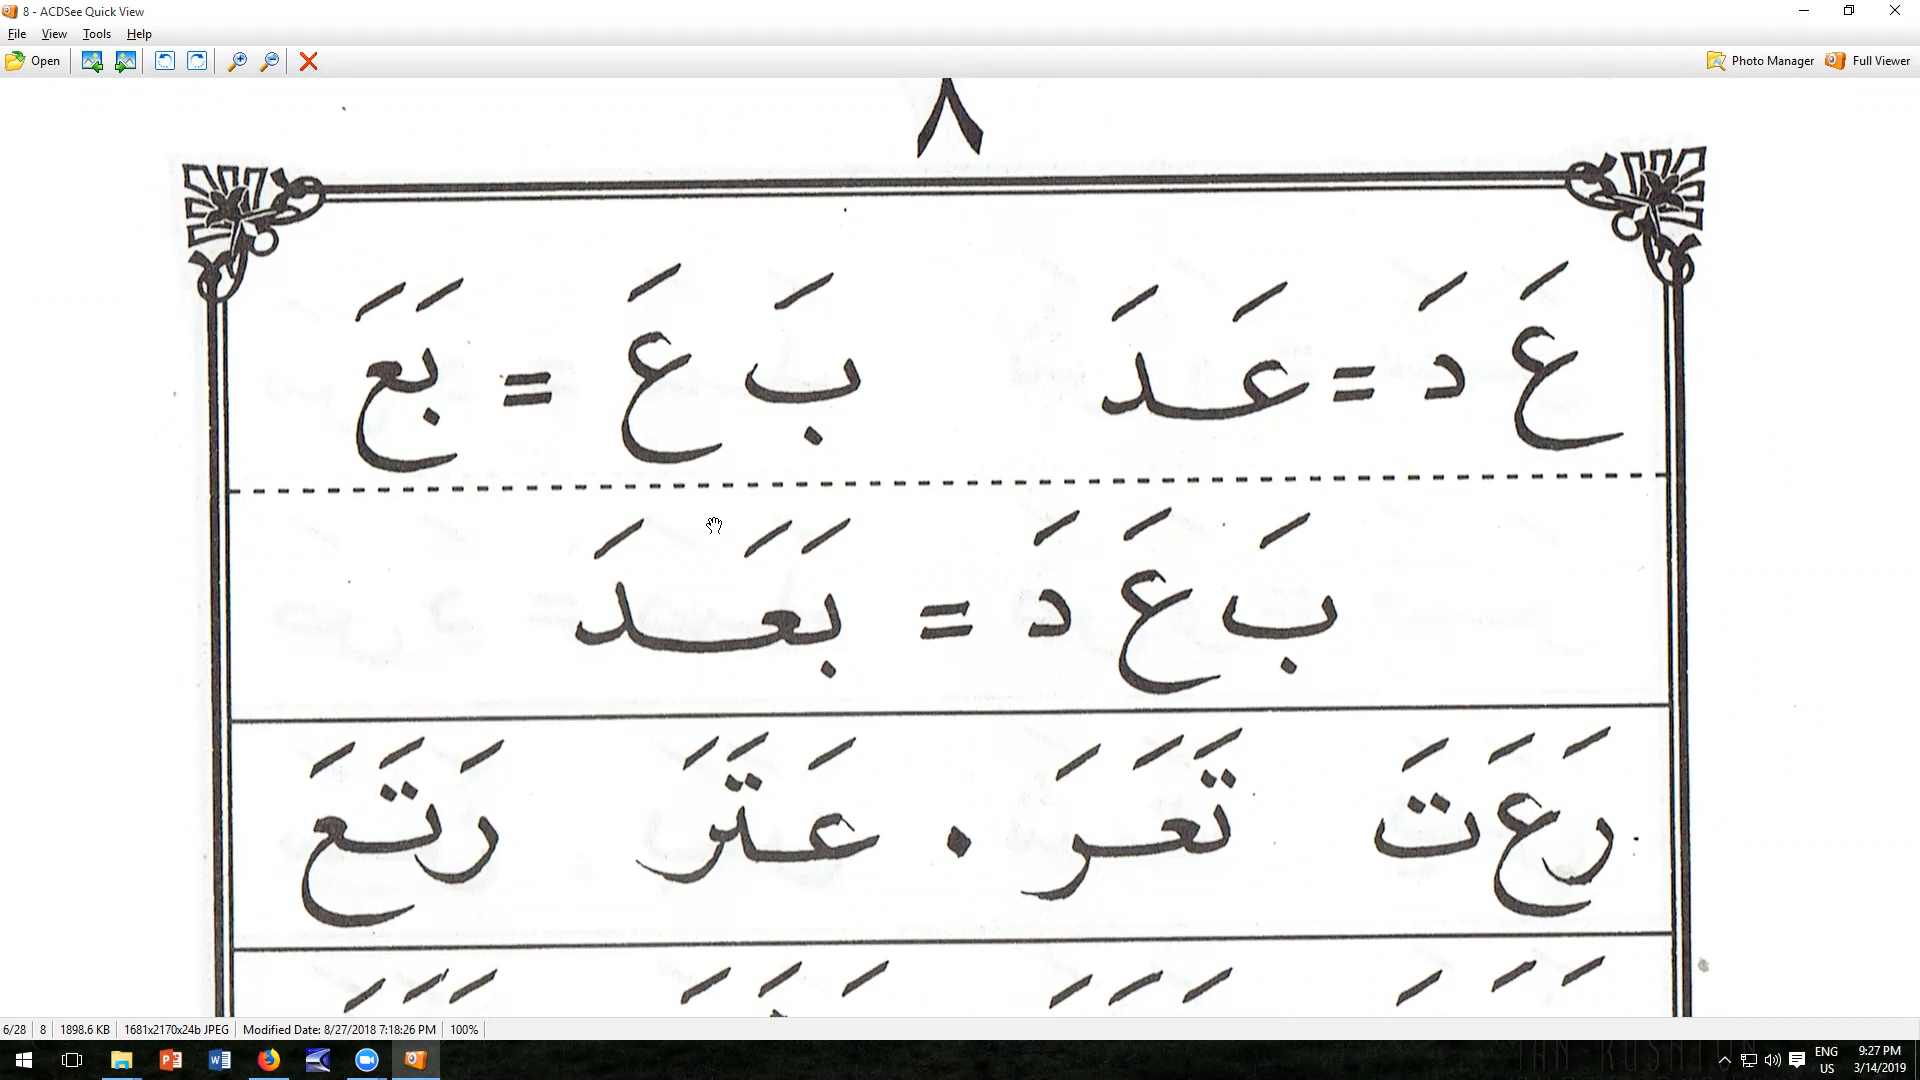 8 - ACDSee Quick View
File View Tools Help
Open Photo Manager Full Viewer
٨
عَ دَ = عَدَ بَ عَ = بَعَ
بَ عَ دَ = بَعَدَ
رَعَ تَ تَعَرَ . عَتَرَ رَتَعَ
6/28 8 1898.6 KB 1681x2170x24b JPEG Modified Date: 8/27/2018 7:18:26 PM 100%
ENG 9:27 PM
US 3/14/2019